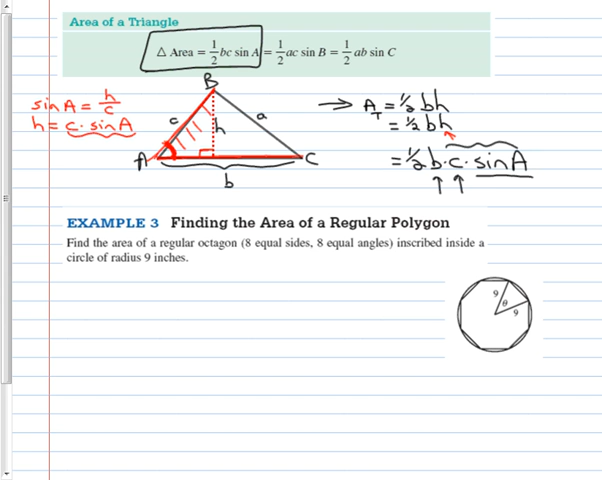 Area of a Triangle
△ Area = 1/2 bc sin A = 1/2 ac sin B = 1/2 ab sin C
sin A = h/c
h = c · sin A
B
c
h
a
A
C
b
→ A_T = ½ bh
= ½ bh
= ½ b · c · sin A
EXAMPLE 3 Finding the Area of a Regular Polygon
Find the area of a regular octagon (8 equal sides, 8 equal angles) inscribed inside a
circle of radius 9 inches.
9
θ
9